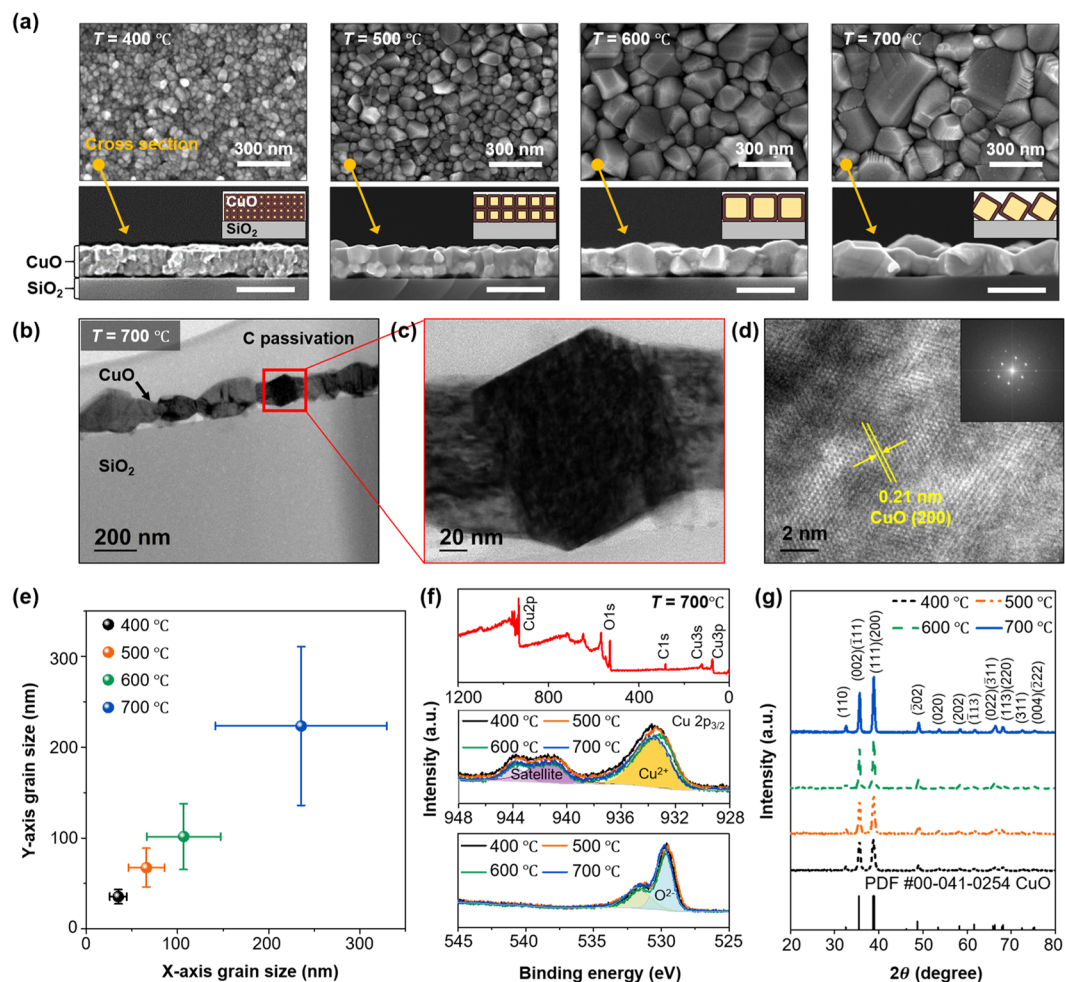 (a)
T = 400 ℃
T = 500 ℃
T = 600 ℃
T = 700 ℃
Cross section
300 nm
300 nm
300 nm
300 nm
CuO
SiO2
CuO
SiO2
(b)
T = 700 ℃
C passivation
CuO
SiO2
200 nm
(c)
20 nm
(d)
0.21 nm
CuO (200)
2 nm
(e)
400 ℃
500 ℃
600 ℃
700 ℃
Y-axis grain size (nm)
300
200
100
0
0 100 200 300
X-axis grain size (nm)
(f)
T = 700℃
Cu2p
O1s
C1s
Cu3s
Cu3p
1200 800 400 0
400 ℃ 500 ℃
600 ℃ 700 ℃
Cu 2p3/2
Satellite
Cu2+
948 944 940 936 932 928
400 ℃ 500 ℃
600 ℃ 700 ℃
O2-
545 540 535 530 525
Intensity (a.u.)
Binding energy (eV)
(g)
400 ℃ 500 ℃
600 ℃ 700 ℃
(110)
(002)(1̅11)
(111)(200)
(2̅02)
(020)
(202)
(1̅13)
(022)(3̅11)
(113)(220)
(311)
(004)(2̅22)
PDF #00-041-0254 CuO
20 30 40 50 60 70 80
Intensity (a.u.)
2θ (degree)